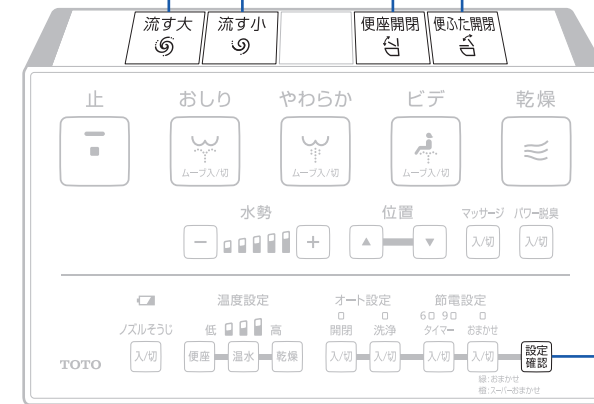 流す大 流す小 便座開閉 便ふた開閉
止 おしり やわらか ビデ 乾燥
ムーブ入/切 ムーブ入/切 ムーブ入/切
水勢 位置 マッサージ パワー脱臭
− + ▲ ▼ 入/切 入/切
温度設定 オート設定 節電設定
6 9
ノズルそうじ 低 高 開閉 洗浄 タイマー おまかせ
TOTO 入/切 便座 温水 乾燥 入/切 入/切 入/切 入/切 設定確認
緑:おまかせ
橙:スーパーおまかせ